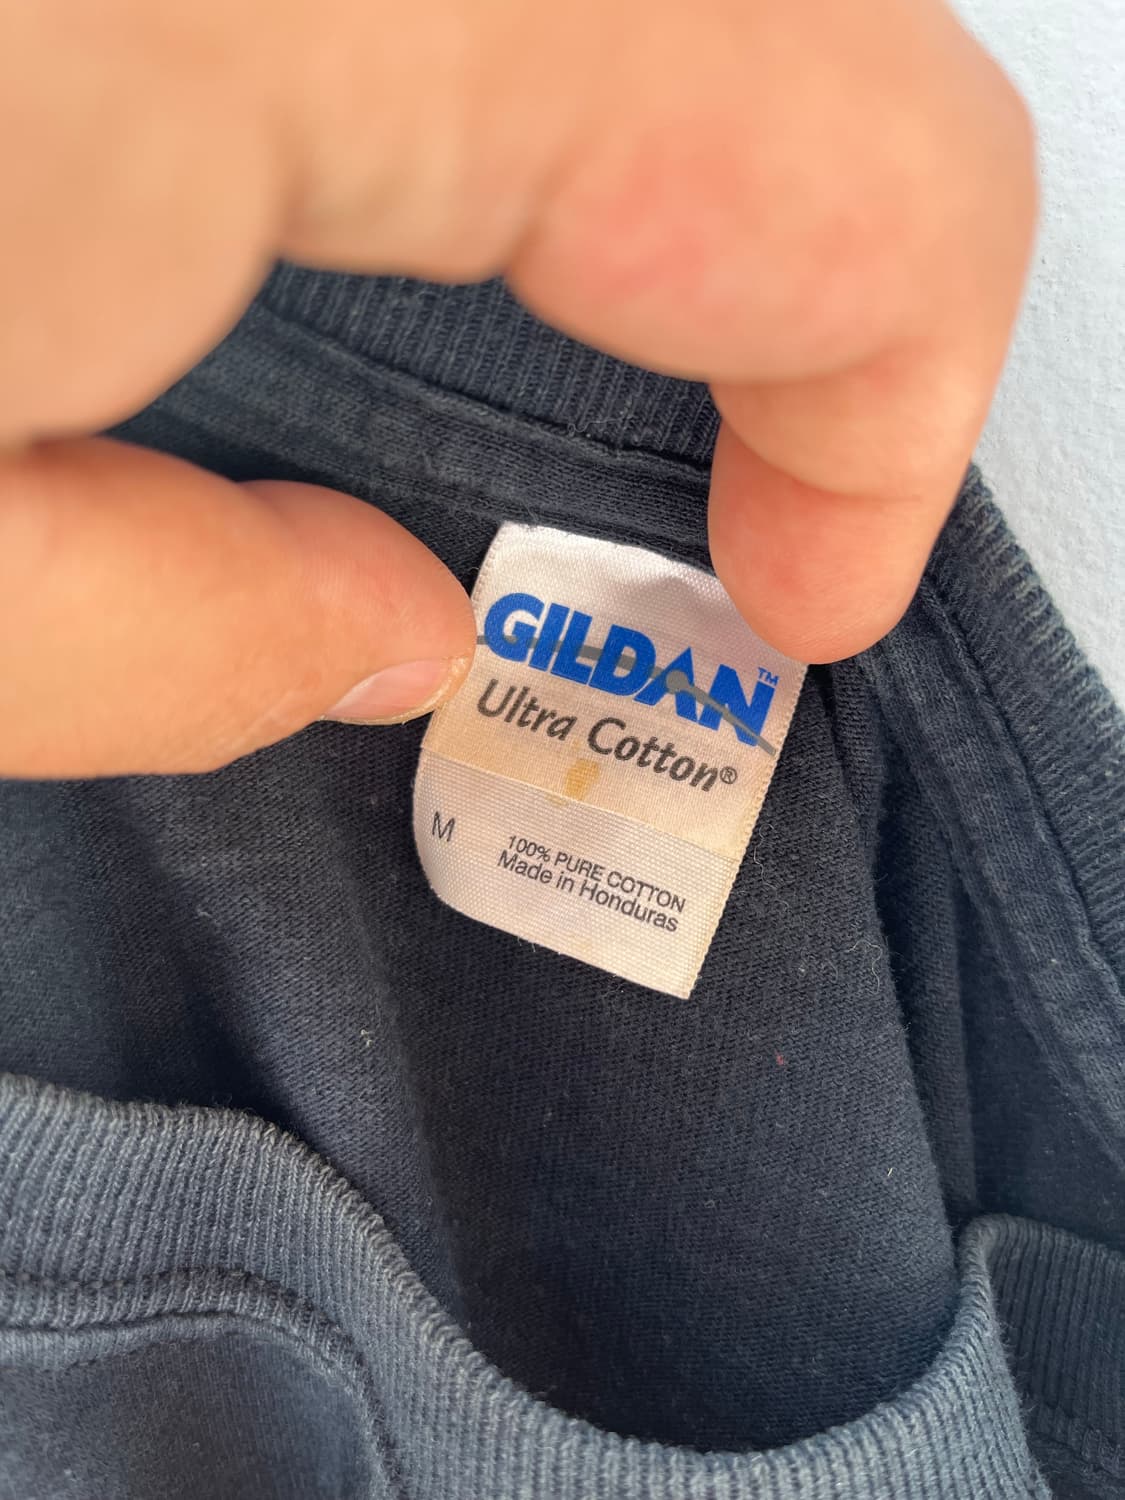 GILDAN™
Ultra Cotton®
M
100% PURE COTTON
Made in Honduras